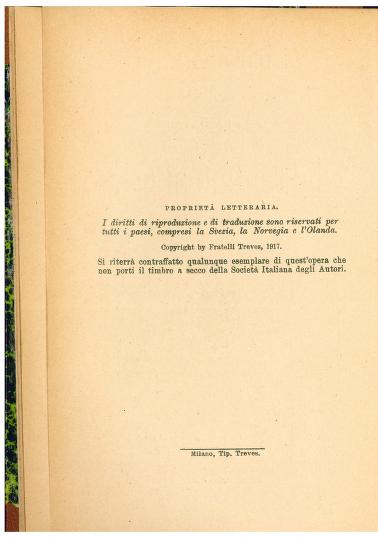 PROPRIETÀ LETTERARIA.
I diritti di riproduzione e di traduzione sono riservati per
tutti i paesi, compresi la Svezia, la Norvegia e l'Olanda.
Copyright by Fratelli Treves, 1917.
Si riterrà contraffatto qualunque esemplare di quest'opera che
non porti il timbro a secco della Società Italiana degli Autori.
Milano, Tip. Treves.